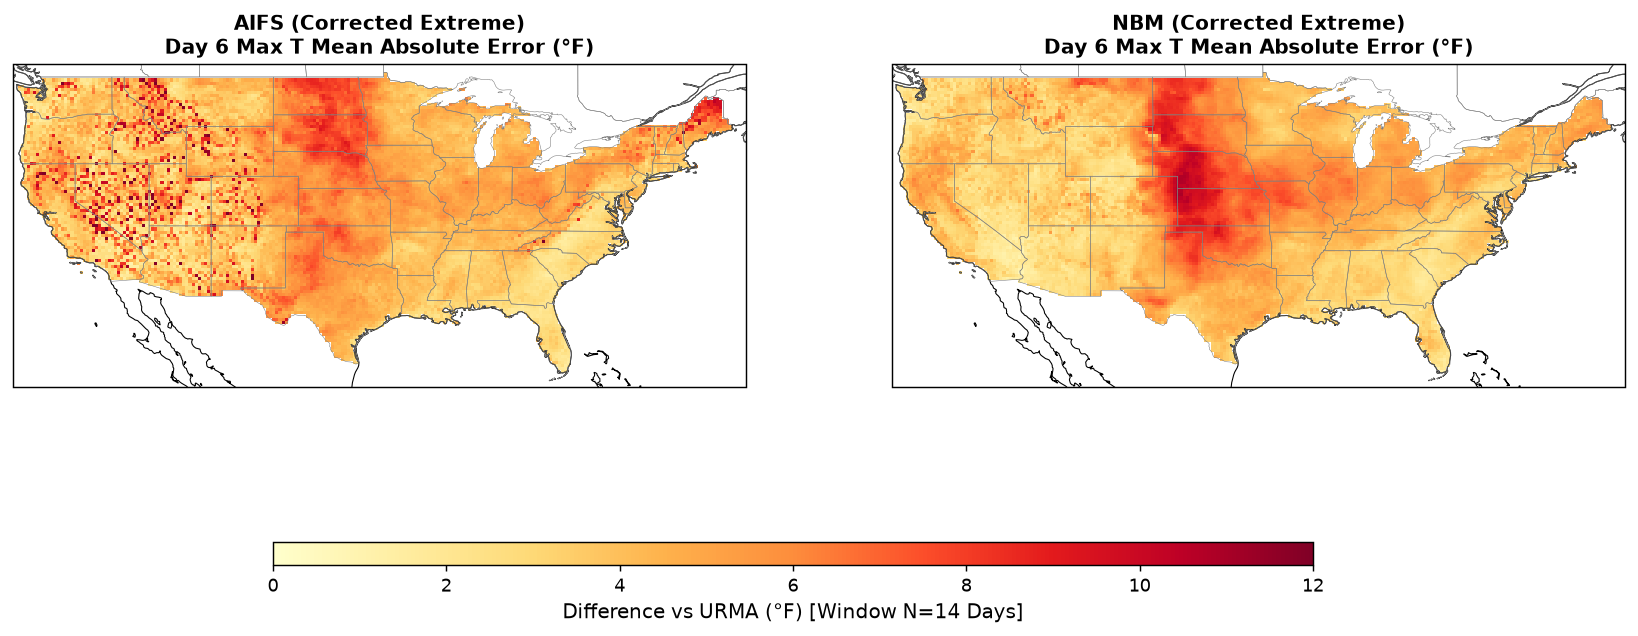 AIFS (Corrected Extreme)
Day 6 Max T Mean Absolute Error (°F)
NBM (Corrected Extreme)
Day 6 Max T Mean Absolute Error (°F)
0 2 4 6 8 10 12
Difference vs URMA (°F) [Window N=14 Days]